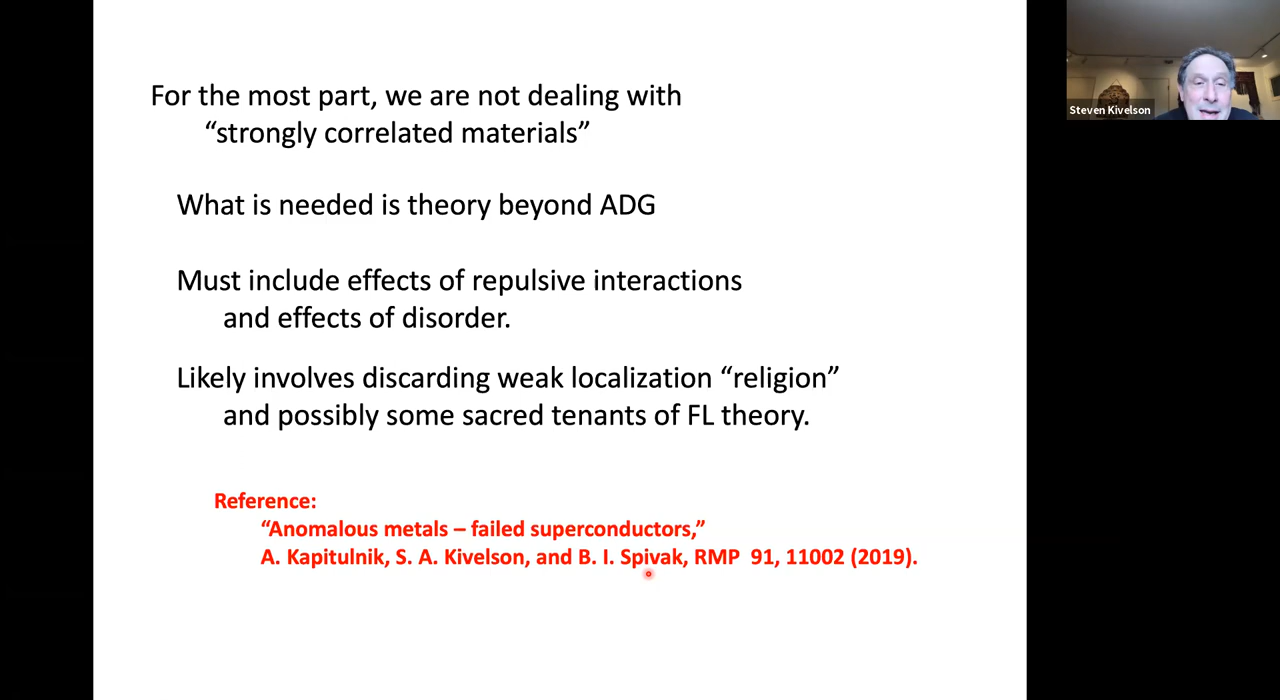 For the most part, we are not dealing with
“strongly correlated materials”
What is needed is theory beyond ADG
Must include effects of repulsive interactions
and effects of disorder.
Likely involves discarding weak localization “religion”
and possibly some sacred tenants of FL theory.
Reference:
“Anomalous metals – failed superconductors,”
A. Kapitulnik, S. A. Kivelson, and B. I. Spivak, RMP 91, 11002 (2019).
Steven Kivelson